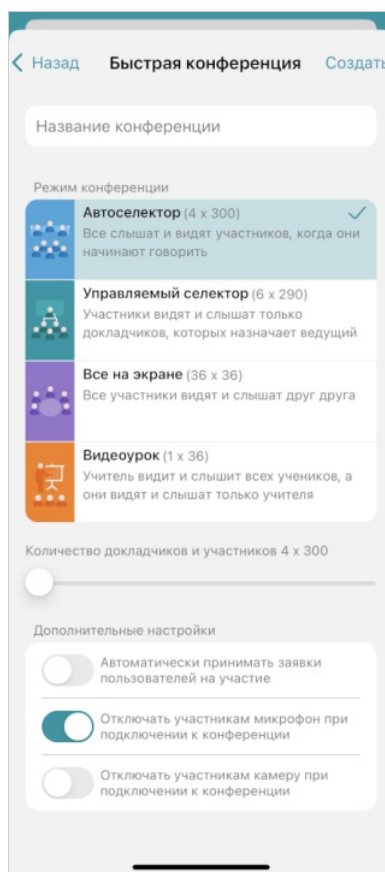 Назад
Быстрая конференция
Создать
Название конференции
Режим конференции
Автоселектор (4 x 300)
Все слышат и видят участников, когда они
начинают говорить
Управляемый селектор (6 x 290)
Участники видят и слышат только
докладчиков, которых назначает ведущий
Все на экране (36 x 36)
Все участники видят и слышат друг друга
Видеоурок (1 x 36)
Учитель видит и слышит всех учеников, а
они видят и слышат только учителя
Количество докладчиков и участников 4 x 300
Дополнительные настройки
Автоматически принимать заявки
пользователей на участие
Отключать участникам микрофон при
подключении к конференции
Отключать участникам камеру при
подключении к конференции